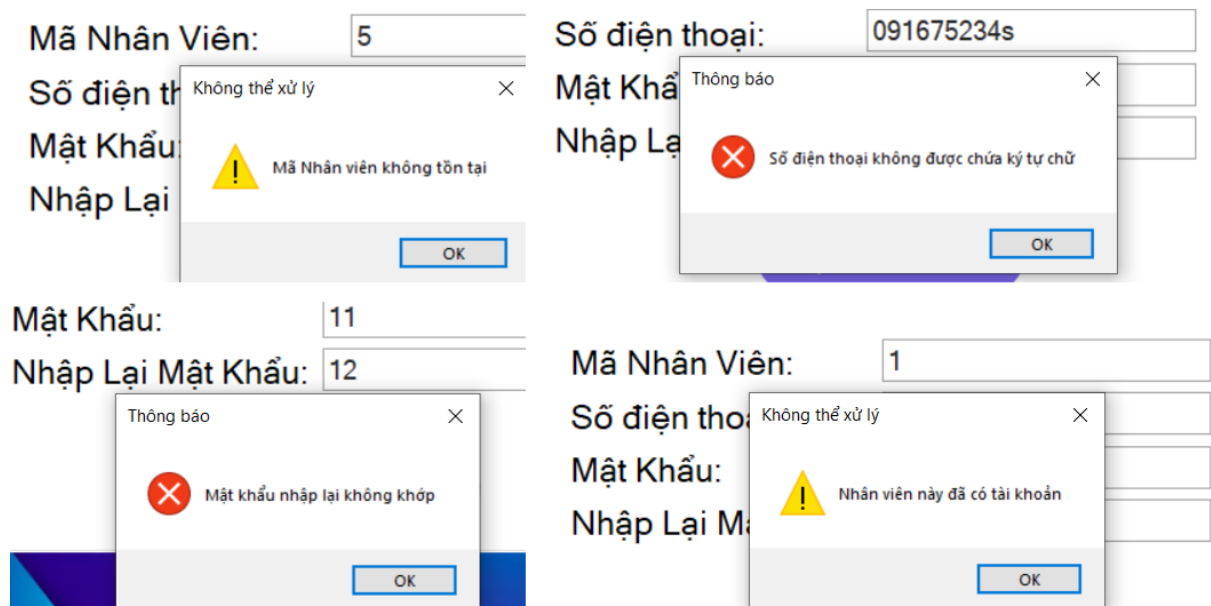 Mã Nhân Viên: 5
Số điện th
Không thể xử lý
Mật Khẩu:
Mã Nhân viên không tồn tại
Nhập Lại
OK
Số điện thoại: 091675234s
Mật Khẩ
Thông báo
Nhập Lạ
Số điện thoại không được chứa ký tự chữ
OK
Mật Khẩu: 11
Nhập Lại Mật Khẩu: 12
Thông báo
Mật khẩu nhập lại không khớp
OK
Mã Nhân Viên: 1
Số điện thoạ
Không thể xử lý
Mật Khẩu:
Nhân viên này đã có tài khoản
Nhập Lại Mậ
OK